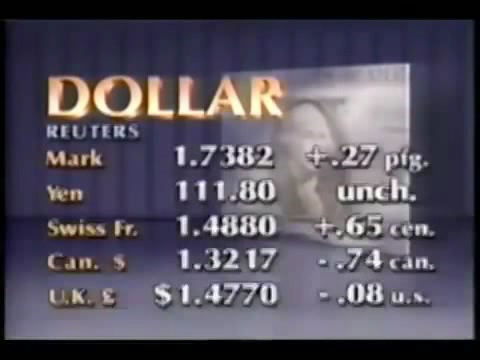 DOLLAR
REUTERS
Mark 1.7382 +.27 pfg.
Yen 111.80 unch.
Swiss Fr. 1.4880 +.65 cen.
Can. $ 1.3217 - .74 can.
U.K. £ $1.4770 - .08 u.s.